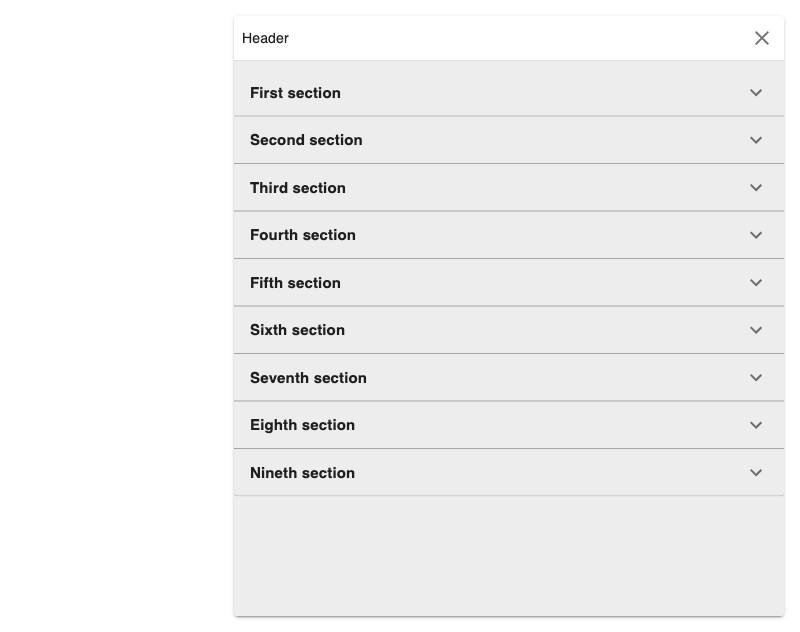 Header
First section
Second section
Third section
Fourth section
Fifth section
Sixth section
Seventh section
Eighth section
Nineth section